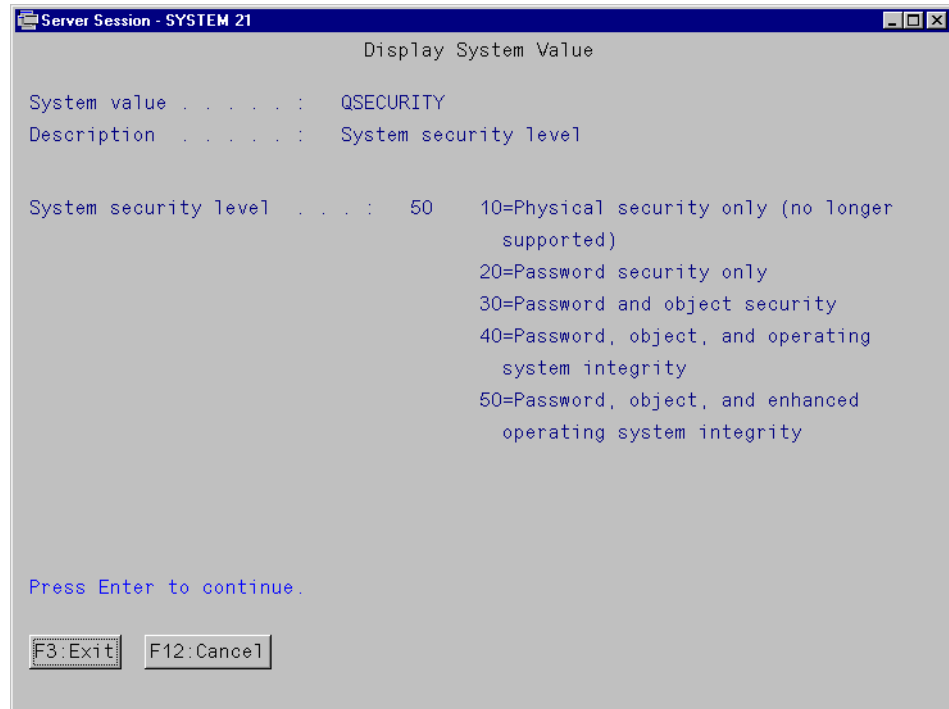 Server Session - SYSTEM 21
Display System Value
System value . . . . . : QSECURITY
Description . . . . . : System security level
System security level . . . : 50 10=Physical security only (no longer
supported)
20=Password security only
30=Password and object security
40=Password, object, and operating
system integrity
50=Password, object, and enhanced
operating system integrity
Press Enter to continue.
F3:Exit F12:Cancel